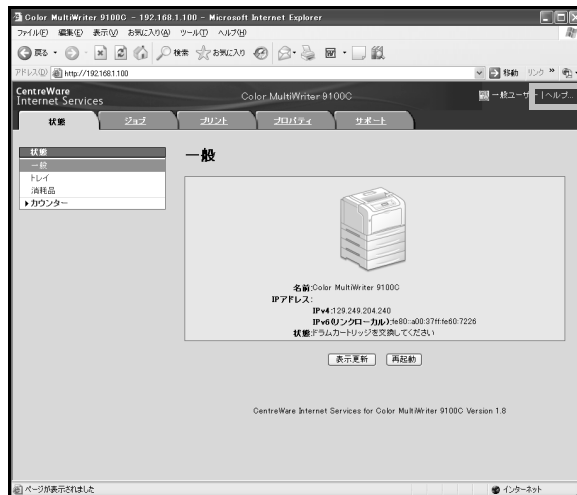 Color MultiWriter 9100C - 192.168.1.100 - Microsoft Internet Explorer
ファイル(F) 編集(E) 表示(V) お気に入り(A) ツール(T) ヘルプ(H)
戻る 検索 お気に入り
アドレス(D) http://192.168.1.100 移動 リンク »
CentreWare
Internet Services
Color MultiWriter 9100C
一般ユーザー | ヘルプ...
状態 ジョブ プリント プロパティ サポート
状態
一般
トレイ
消耗品
カウンター
一般
名前:Color MultiWriter 9100C
IPアドレス:
IPv4:129.249.204.240
IPv6(リンクローカル):fe80::a00:37ff:fe60:7226
状態:ドラムカートリッジを交換してください
表示更新 再起動
CentreWare Internet Services for Color MultiWriter 9100C Version 1.8
ページが表示されました インターネット